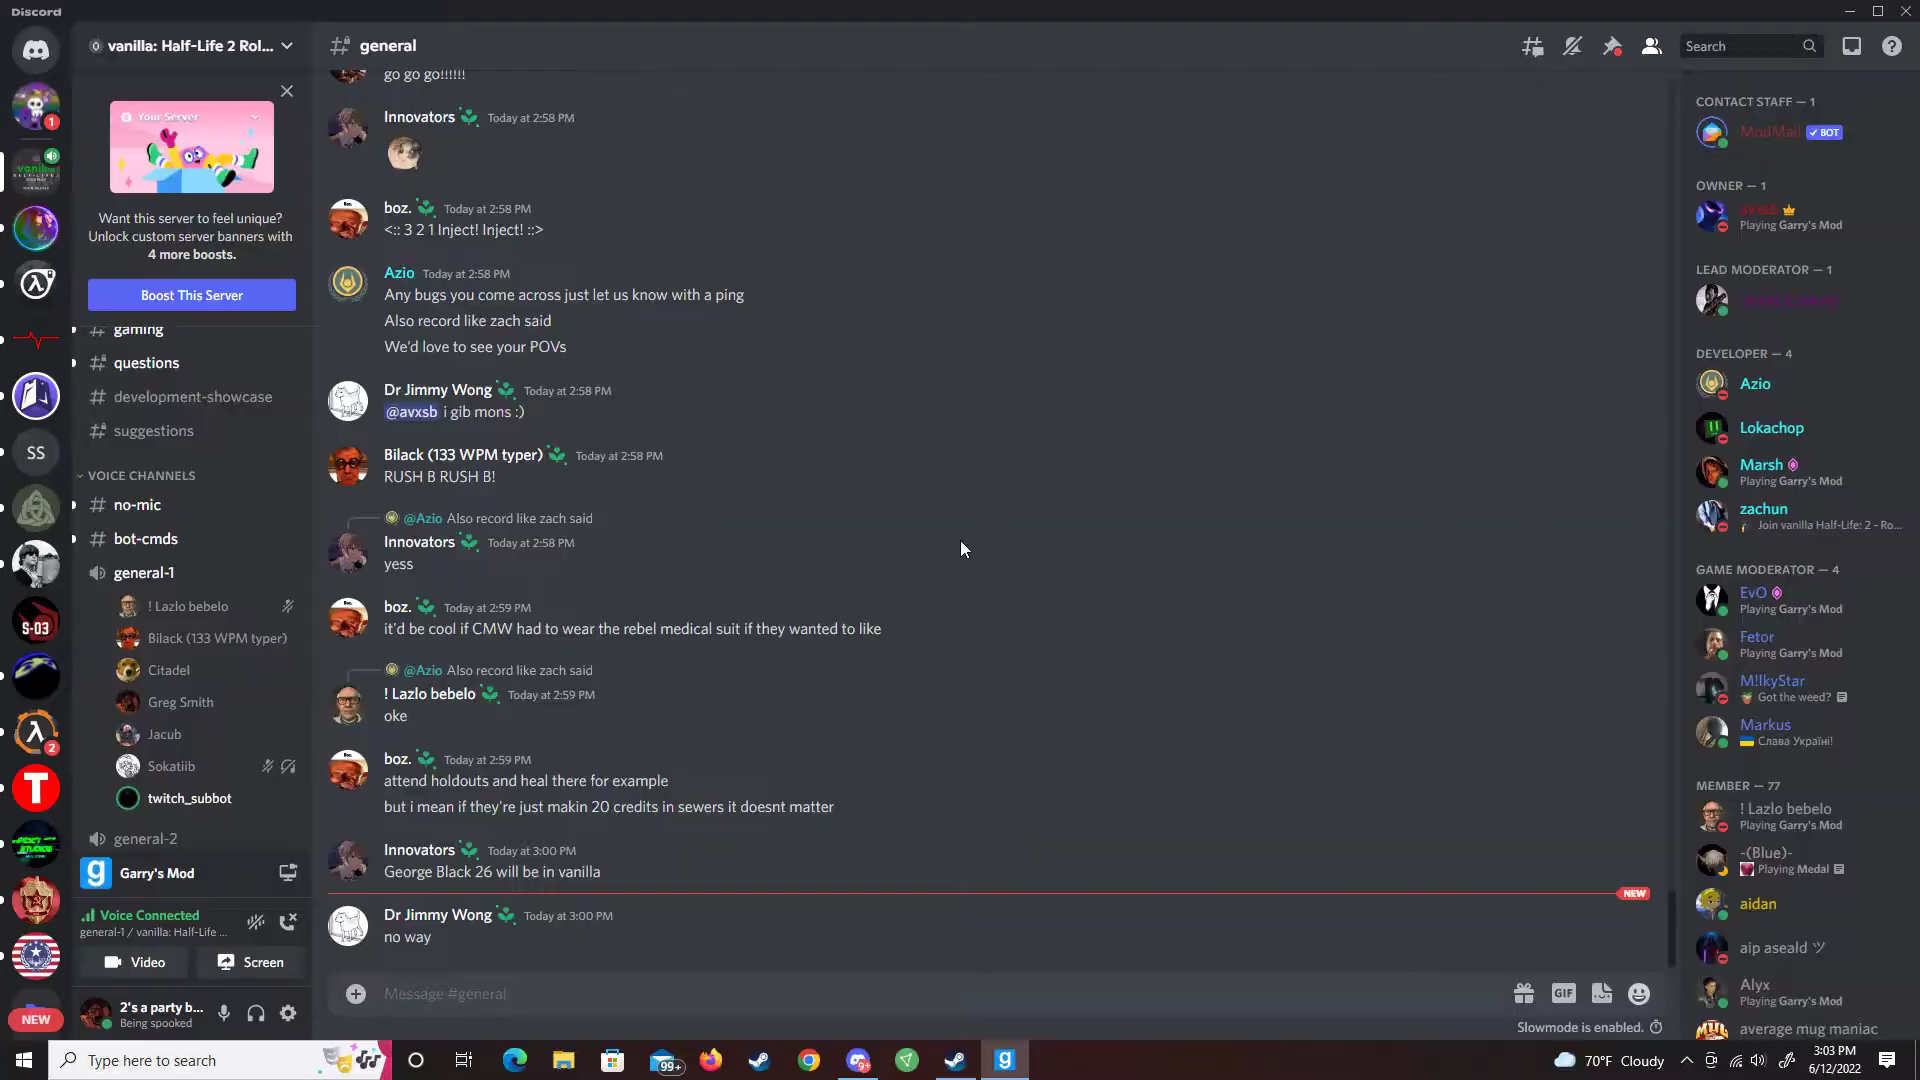 Discord
vanilla: Half-Life 2 Rol...
general
Search
Your Server
Want this server to feel unique?
Unlock custom server banners with
4 more boosts.
Boost This Server
gaming
questions
development-showcase
suggestions
VOICE CHANNELS
no-mic
bot-cmds
general-1
! Lazlo bebelo
Bilack (133 WPM typer)
Citadel
Greg Smith
Jacub
Sokatiib
twitch_subbot
general-2
Garry's Mod
Voice Connected
general-1 / vanilla: Half-Life ...
Video
Screen
2's a party b...
Being spooked
1
vanilla
SS
S-03
2
T
NEW
go go go!!!!!!
Innovators Today at 2:58 PM
boz. Today at 2:58 PM
<:: 3 2 1 Inject! Inject! ::>
Azio Today at 2:58 PM
Any bugs you come across just let us know with a ping
Also record like zach said
We'd love to see your POVs
Dr Jimmy Wong Today at 2:58 PM
@avxsb i gib mons :)
Bilack (133 WPM typer) Today at 2:58 PM
RUSH B RUSH B!
@Azio Also record like zach said
Innovators Today at 2:58 PM
yess
boz. Today at 2:59 PM
it'd be cool if CMW had to wear the rebel medical suit if they wanted to like
@Azio Also record like zach said
! Lazlo bebelo Today at 2:59 PM
oke
boz. Today at 2:59 PM
attend holdouts and heal there for example
but i mean if they're just makin 20 credits in sewers it doesnt matter
Innovators Today at 3:00 PM
George Black 26 will be in vanilla
NEW
Dr Jimmy Wong Today at 3:00 PM
no way
Message #general
GIF
Slowmode is enabled.
CONTACT STAFF — 1
ModMail BOT
OWNER — 1
avxsb
Playing Garry's Mod
LEAD MODERATOR — 1
DEVELOPER — 4
Azio
Lokachop
Marsh
Playing Garry's Mod
zachun
Join vanilla Half-Life: 2 - Ro...
GAME MODERATOR — 4
EvO
Playing Garry's Mod
Fetor
Playing Garry's Mod
M!lkyStar
Got the weed?
Markus
Слава Україні!
MEMBER — 77
! Lazlo bebelo
Playing Garry's Mod
-(Blue)-
Playing Medal
aidan
aip aseald ツ
Alyx
Playing Garry's Mod
average mug maniac
Type here to search
99+
9+
70°F Cloudy
3:03 PM
6/12/2022